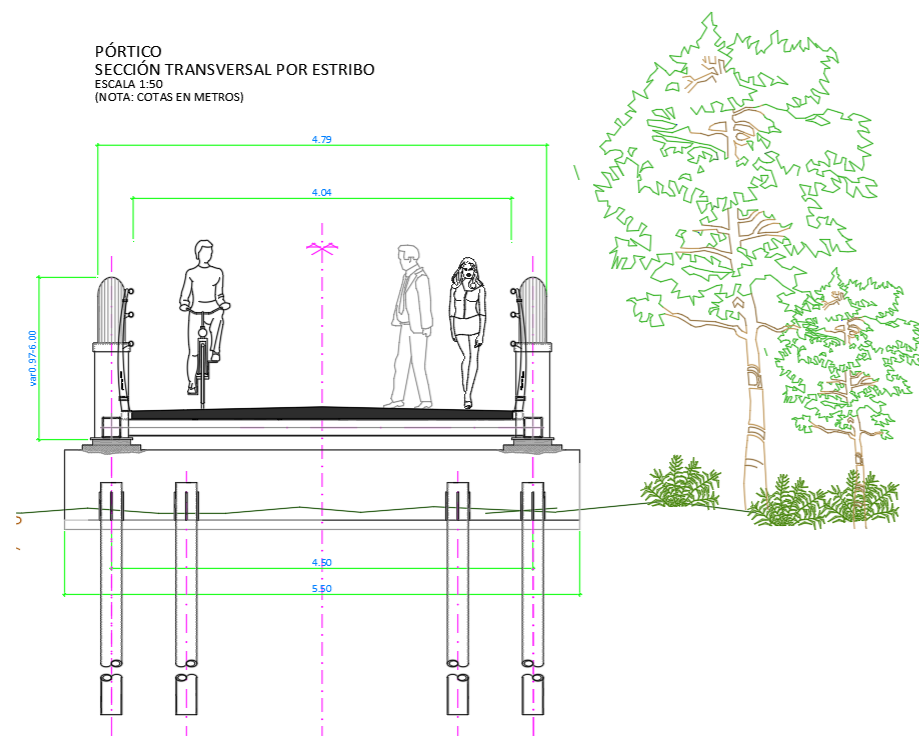 PÓRTICO
SECCIÓN TRANSVERSAL POR ESTRIBO
ESCALA 1:50
(NOTA: COTAS EN METROS)
4.79
4.04
var0.97-6.00
4.50
5.50